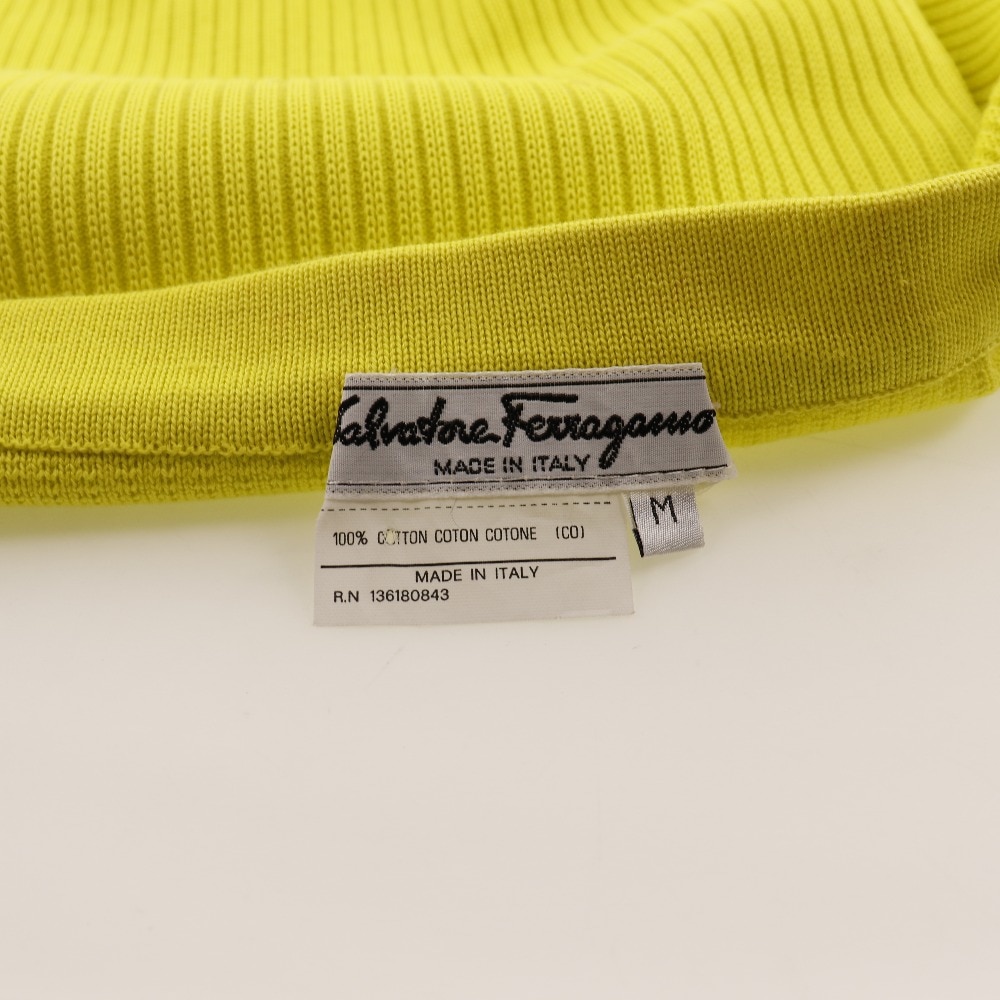 Salvatore Ferragamo
MADE IN ITALY
M
100% COTTON COTON COTONE (CO)
MADE IN ITALY
R.N 136180843